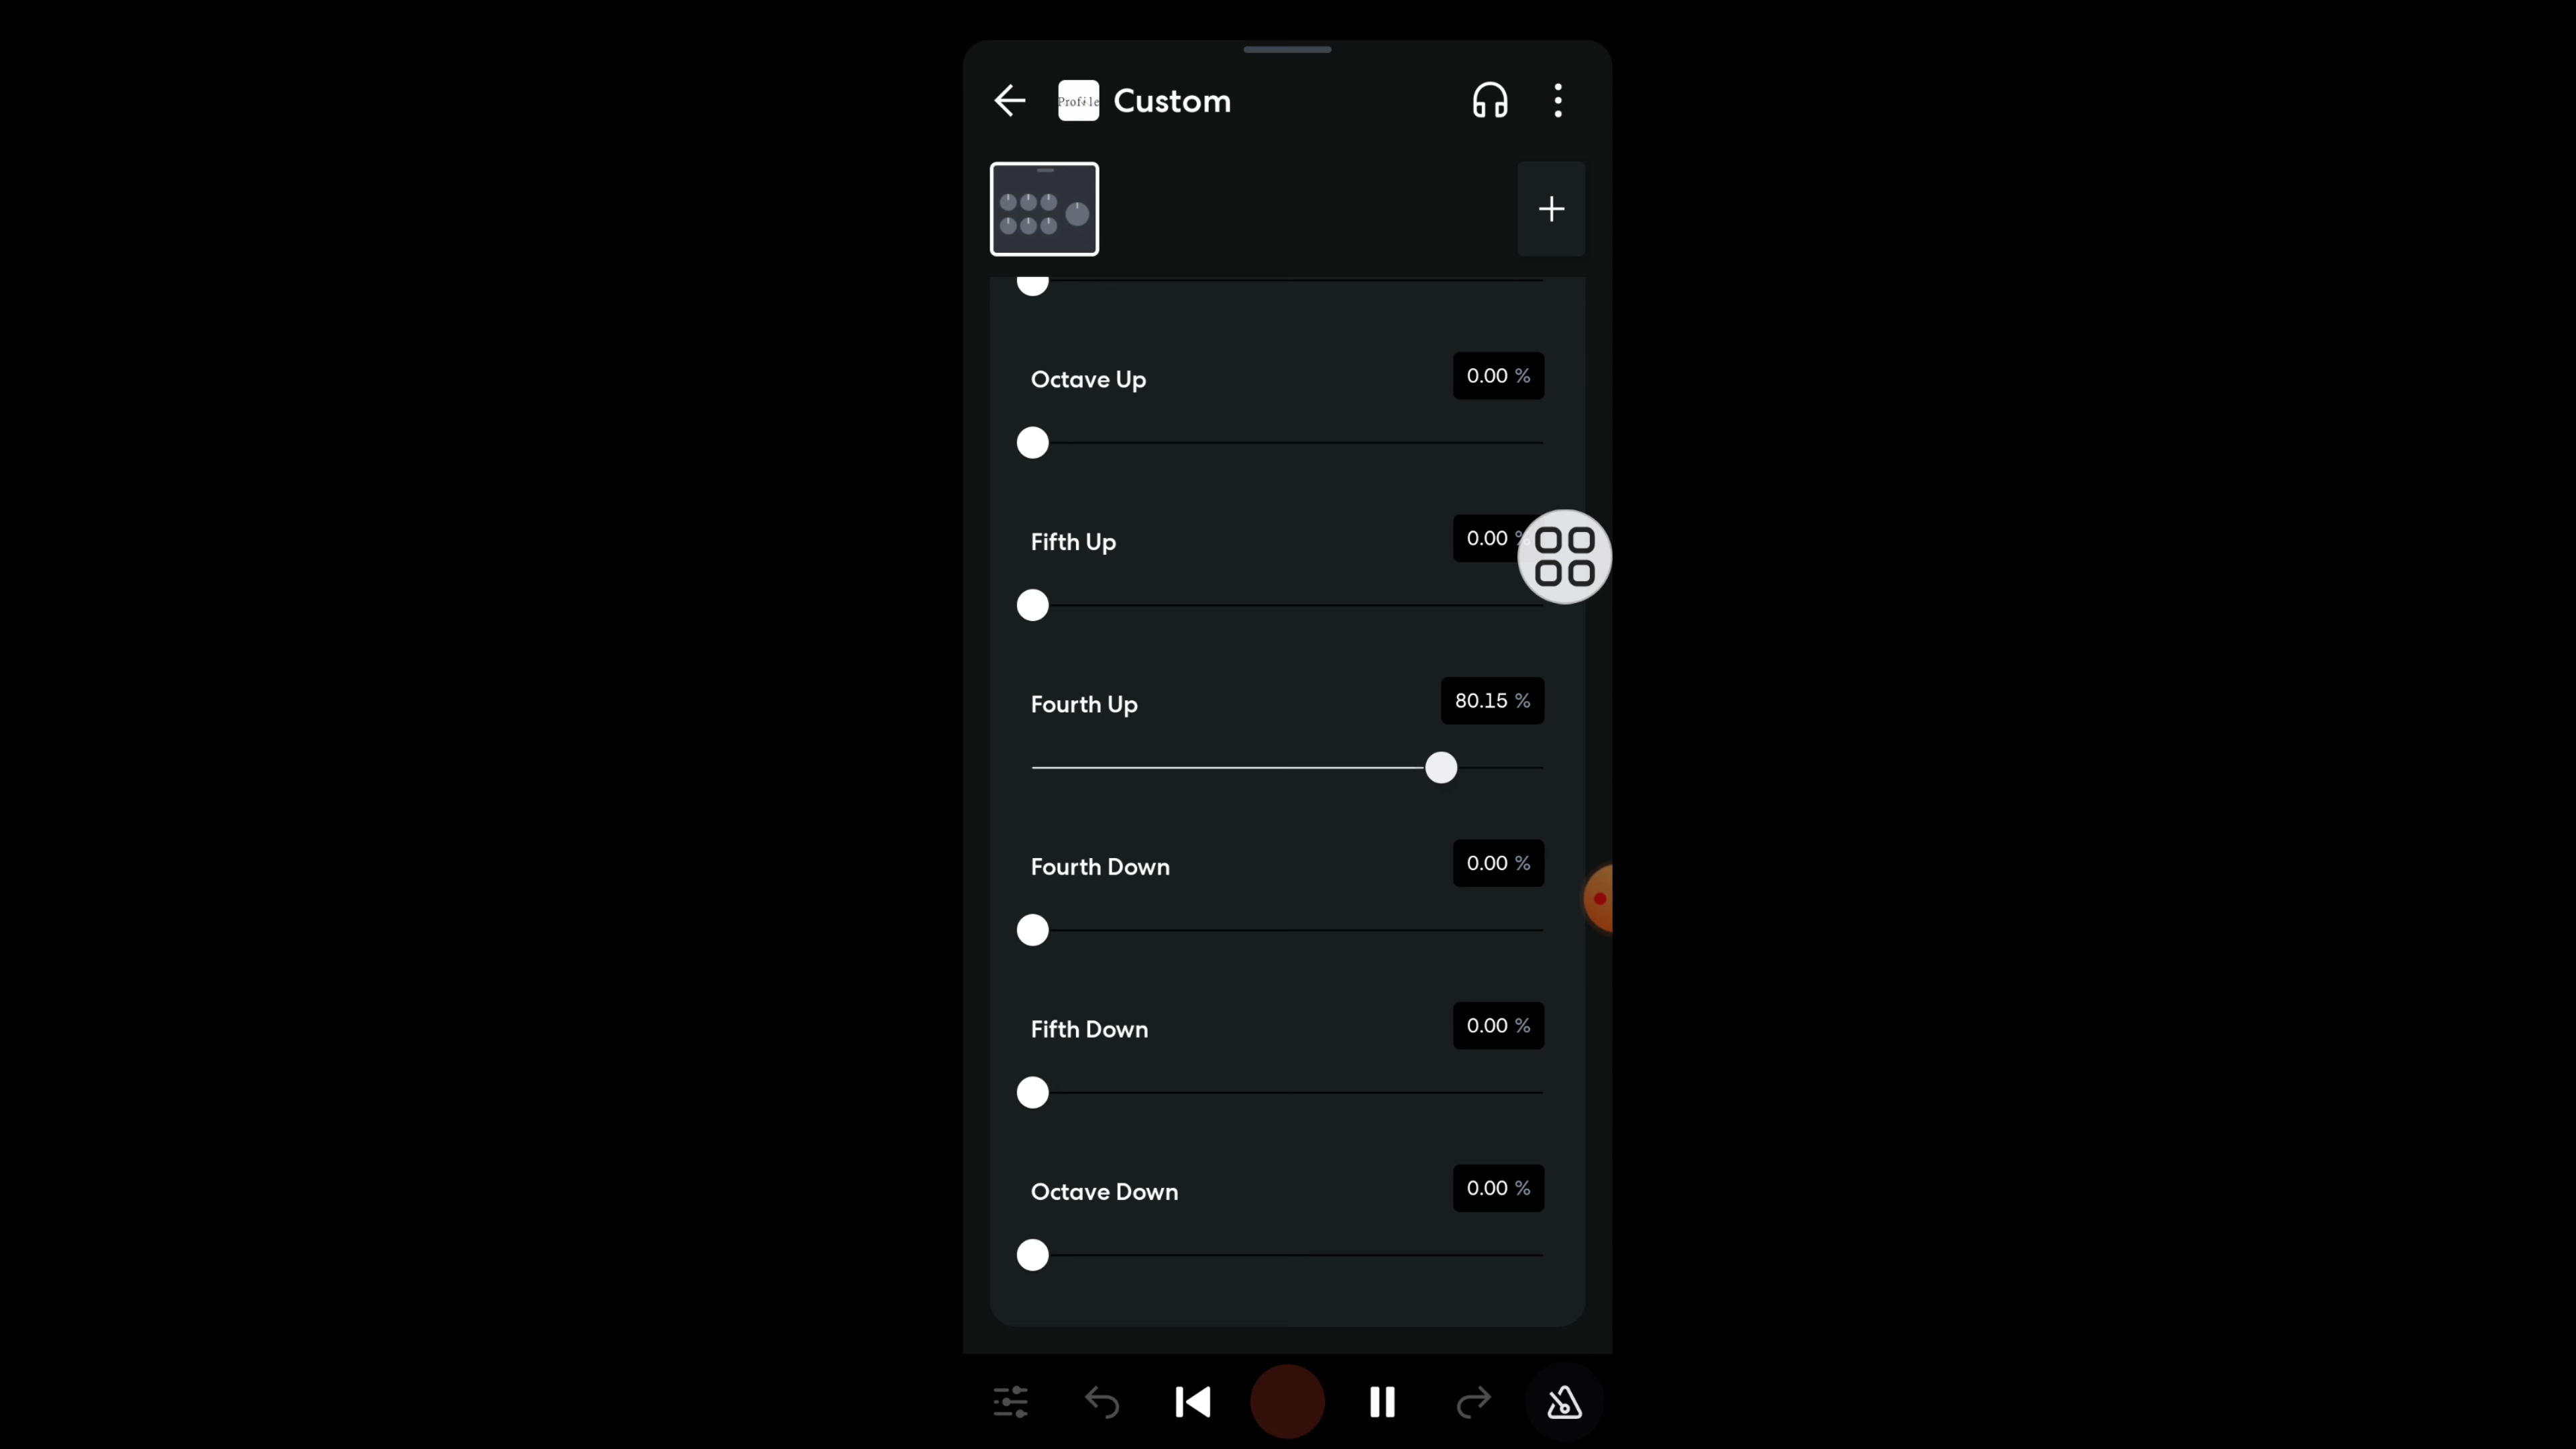 Profile
Custom
Octave Up
0.00 %
Fifth Up
0.00 %
Fourth Up
80.15 %
Fourth Down
0.00 %
Fifth Down
0.00 %
Octave Down
0.00 %